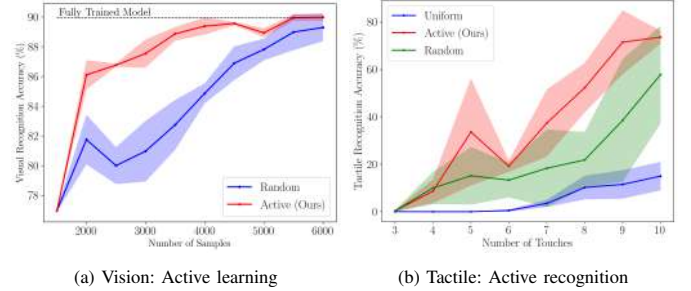 Fully Trained Model
90
88
86
84
82
80
78
Visual Recognition Accuracy (%)
Random
Active (Ours)
2000 3000 4000 5000 6000
Number of Samples
(a) Vision: Active learning
80
60
40
20
0
Tactile Recognition Accuracy (%)
Uniform
Active (Ours)
Random
3 4 5 6 7 8 9 10
Number of Touches
(b) Tactile: Active recognition